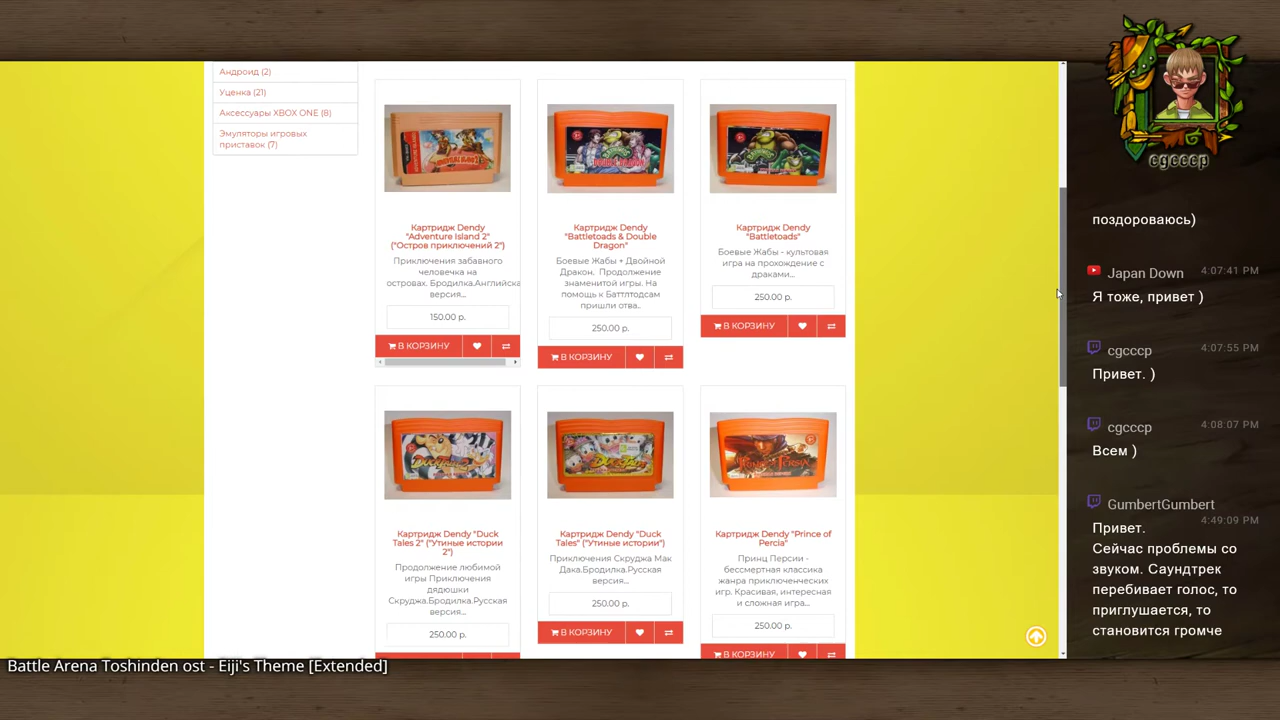 Андроид (2)
Уценка (21)
Аксессуары XBOX ONE (8)
Эмуляторы игровых
приставок (7)
Картридж Dendy
"Adventure Island 2"
("Остров приключений 2")
Приключения забавного
человечка на
островах. Бродилка.Английска
версия...
150.00 р.
В КОРЗИНУ
Картридж Dendy
"Battletoads & Double
Dragon"
Боевые Жабы + Двойной
Дракон. Продолжение
знаменитой игры. На
помощь к Баттлтодсам
пришли отва..
250.00 р.
В КОРЗИНУ
Картридж Dendy
"Battletoads"
Боевые Жабы - культовая
игра на прохождение с
драками...
250.00 р.
В КОРЗИНУ
Картридж Dendy "Duck
Tales 2" ("Утиные истории
2")
Продолжение любимой
игры Приключения
дядюшки
Скруджа.Бродилка.Русская
версия...
250.00 р.
Картридж Dendy "Duck
Tales" ("Утиные истории")
Приключения Скруджа Мак
Дака.Бродилка.Русская
версия...
250.00 р.
В КОРЗИНУ
Картридж Dendy "Prince of
Percia"
Принц Персии -
бессмертная классика
жанра приключенческих
игр. Красивая, интересная
и сложная игра...
250.00 р.
В КОРЗИНУ
cgcccp
поздороваюсь)
Japan Down 4:07:41 PM
Я тоже, привет )
cgcccp 4:07:55 PM
Привет. )
cgcccp 4:08:07 PM
Всем )
GumbertGumbert
4:49:09 PM
Привет.
Сейчас проблемы со
звуком. Саундтрек
перебивает голос, то
приглушается, то
становится громче
Battle Arena Toshinden ost - Eiji's Theme [Extended]